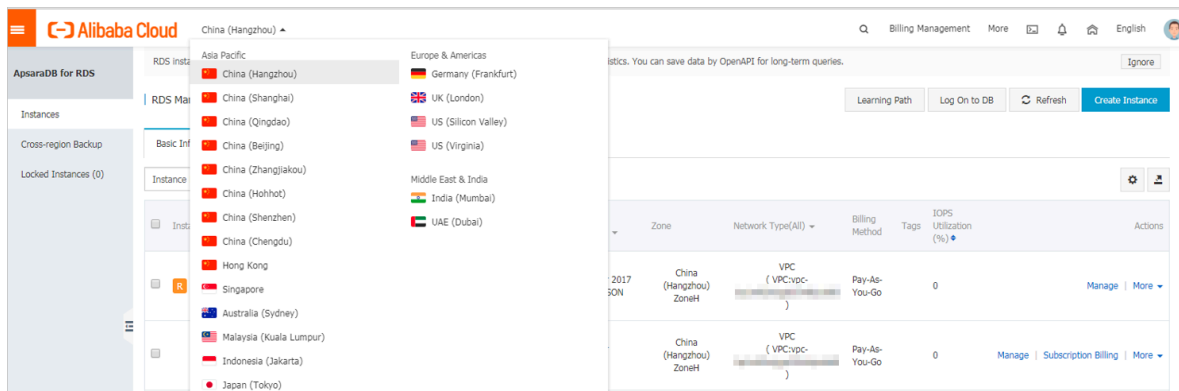 Alibaba Cloud
China (Hangzhou)
Billing Management
More
English
ApsaraDB for RDS
Instances
Cross-region Backup
Locked Instances (0)
RDS
You can save data by OpenAPI for long-term queries.
Ignore
RDS
Learning Path
Log On to DB
Refresh
Create Instance
Basic
Instance
Asia Pacific
China (Hangzhou)
China (Shanghai)
China (Qingdao)
China (Beijing)
China (Zhangjiakou)
China (Hohhot)
China (Shenzhen)
China (Chengdu)
Hong Kong
Singapore
Australia (Sydney)
Malaysia (Kuala Lumpur)
Indonesia (Jakarta)
Japan (Tokyo)
Europe & Americas
Germany (Frankfurt)
UK (London)
US (Silicon Valley)
US (Virginia)
Middle East & India
India (Mumbai)
UAE (Dubai)
Zone
Network Type(All)
Billing
Method
Tags
IOPS
Utilization
(%)
Actions
R
2017
China
(Hangzhou)
ZoneH
VPC
( VPC:vpc-
)
Pay-As-
You-Go
0
Manage | More
China
(Hangzhou)
ZoneH
VPC
( VPC:vpc-
)
Pay-As-
You-Go
0
Manage | Subscription Billing | More